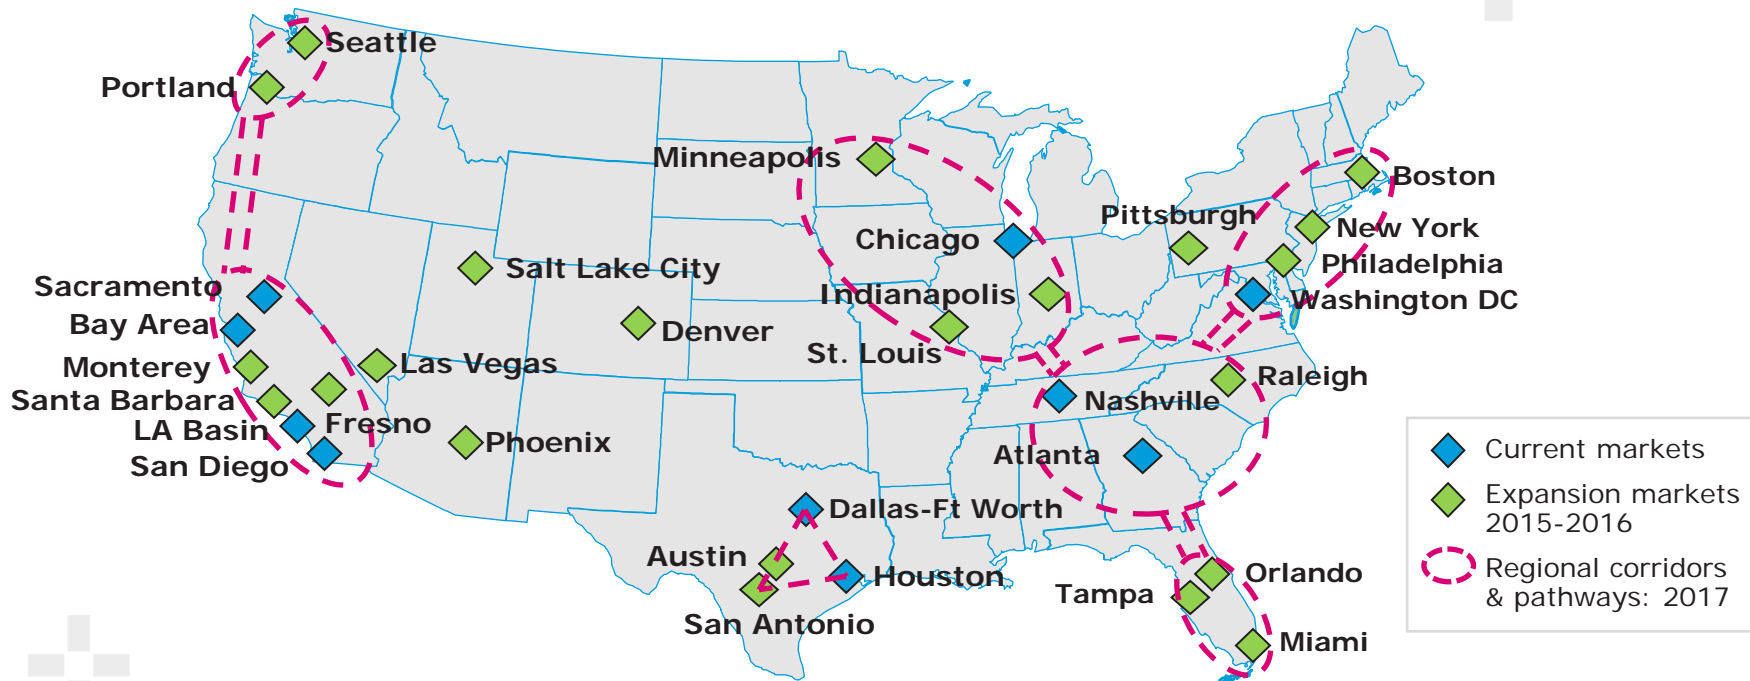 Seattle
Portland
Minneapolis
Boston
Pittsburgh
New York
Chicago
Philadelphia
Salt Lake City
Sacramento
Indianapolis
Washington DC
Bay Area
Denver
St. Louis
Monterey
Las Vegas
Raleigh
Santa Barbara
Nashville
Fresno
LA Basin
Phoenix
San Diego
Atlanta
Dallas-Ft Worth
Austin
Houston
San Antonio
Orlando
Tampa
Miami
Current markets
Expansion markets
2015-2016
Regional corridors
& pathways: 2017